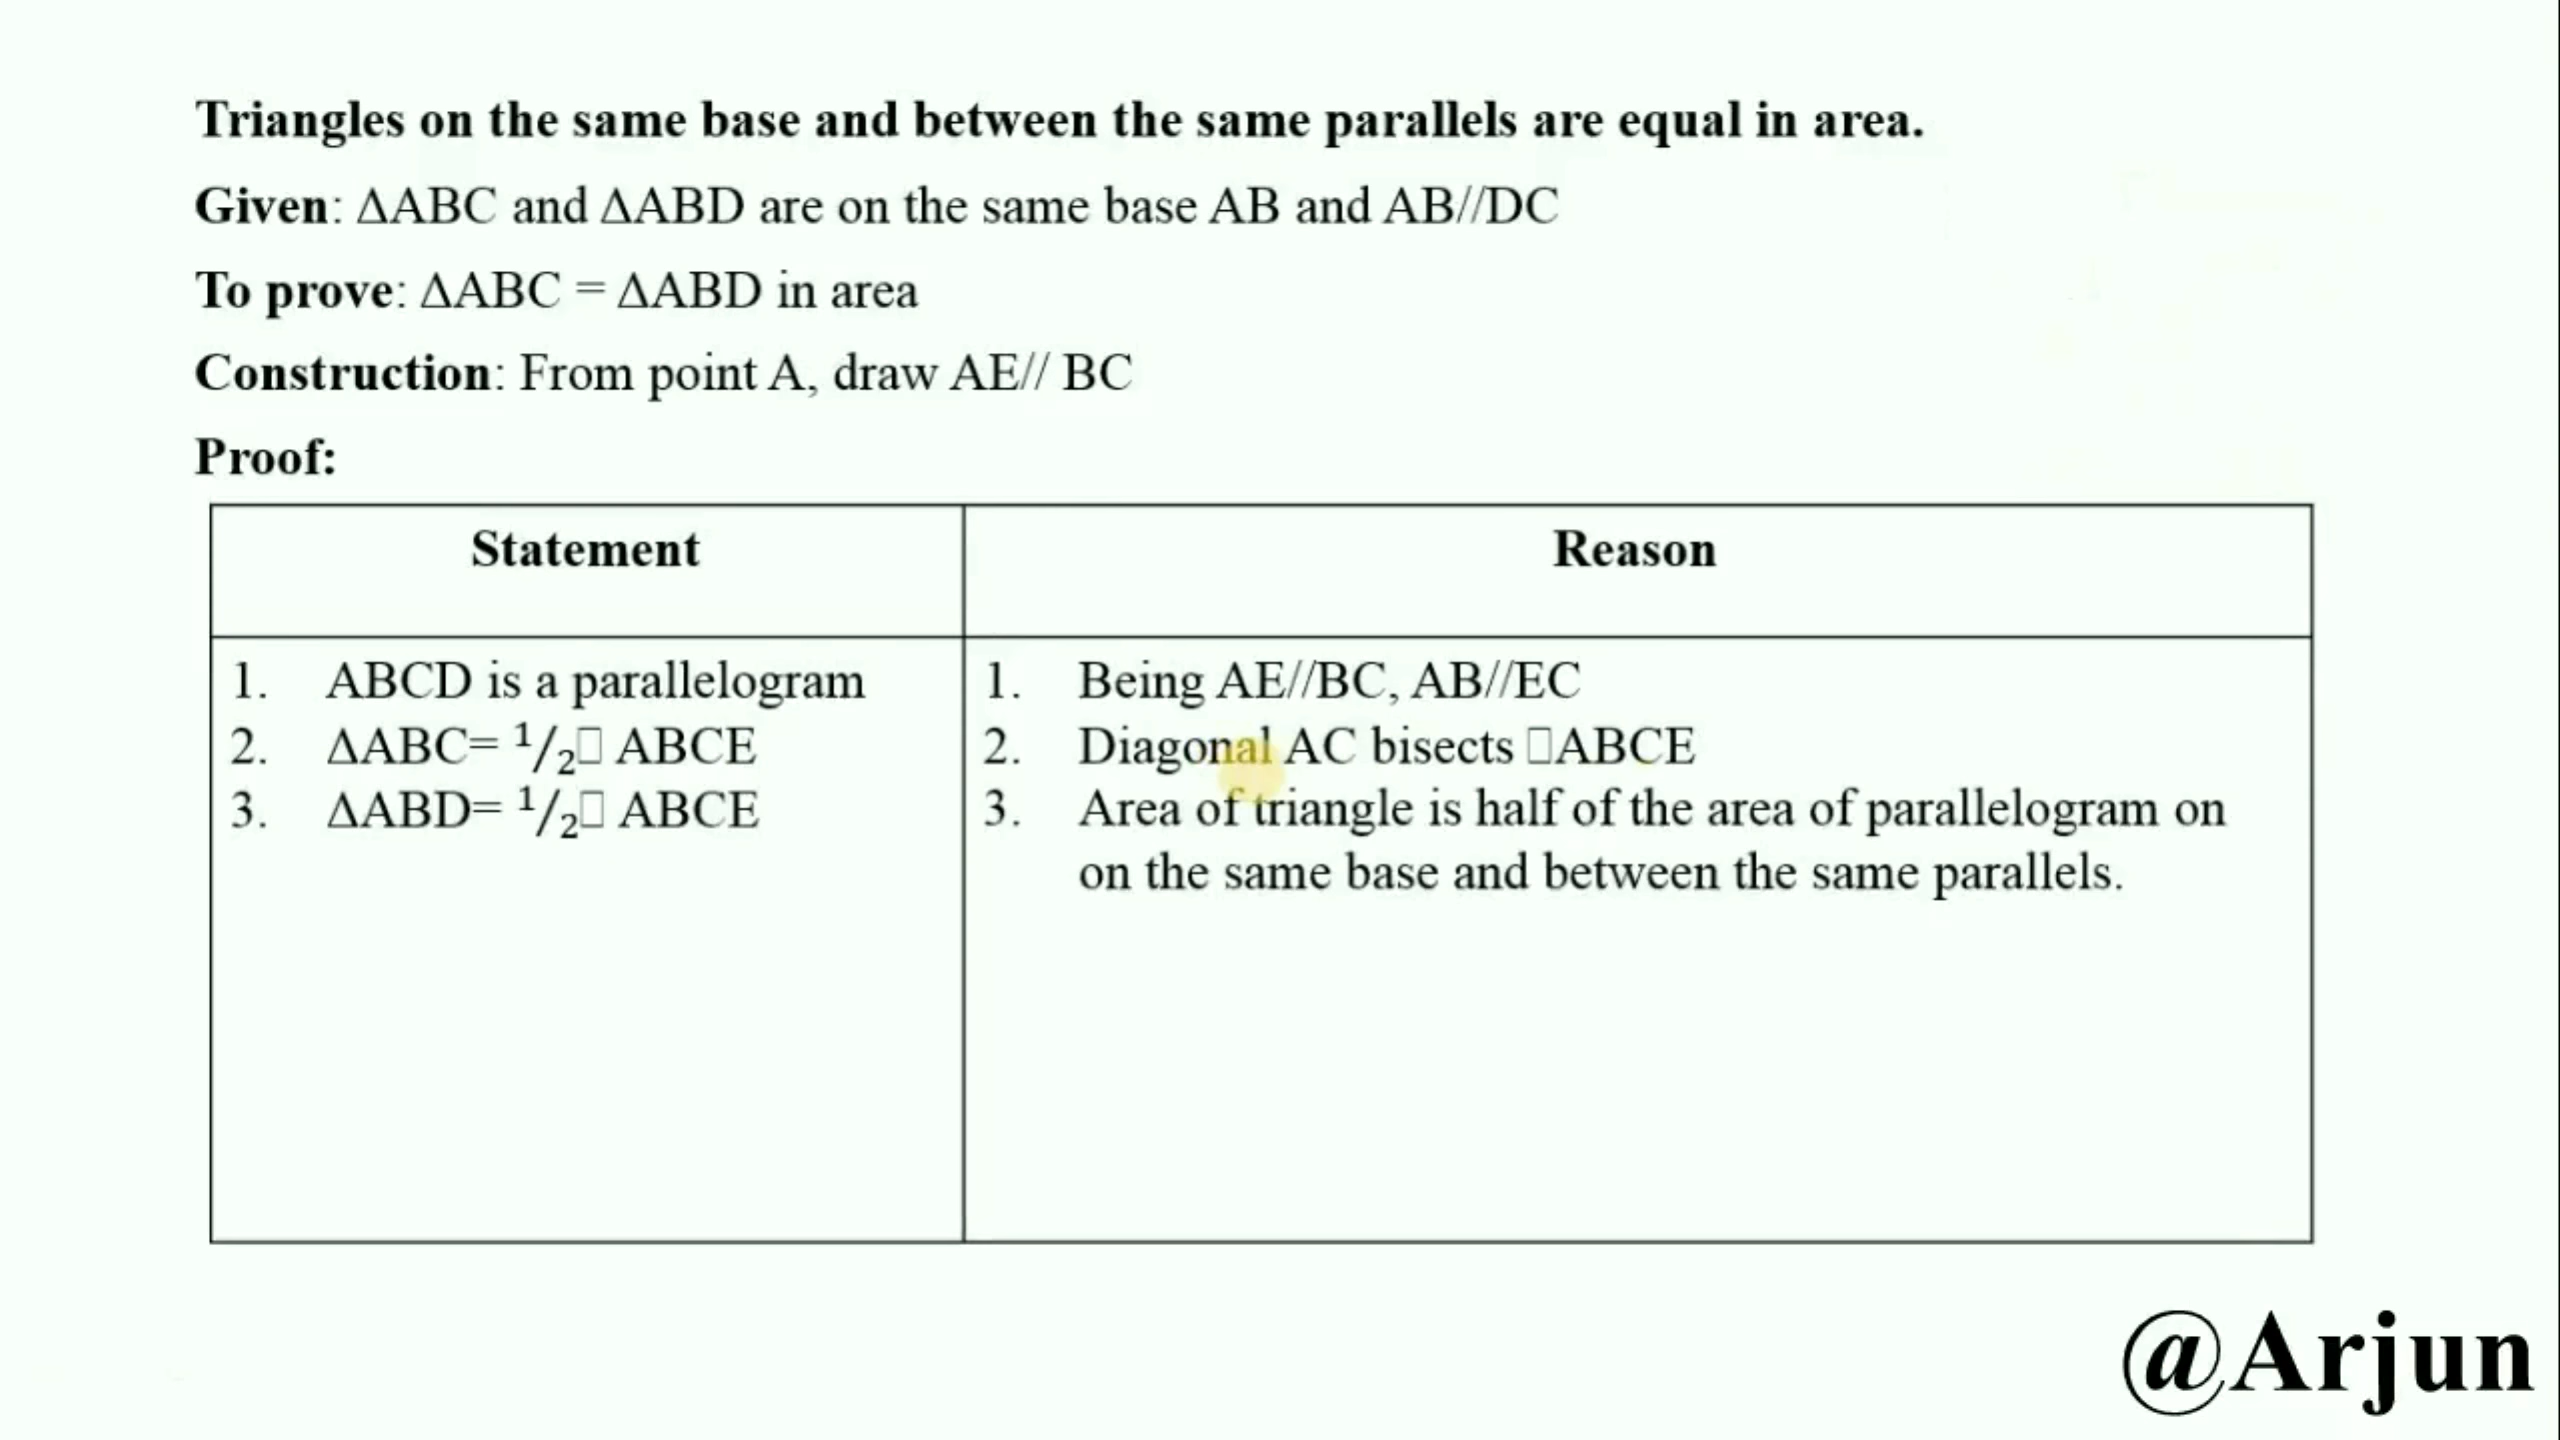 Triangles on the same base and between the same parallels are equal in area.
Given: ΔABC and ΔABD are on the same base AB and AB//DC
To prove: ΔABC = ΔABD in area
Construction: From point A, draw AE// BC
Proof:
Statement
Reason
1. ABCD is a parallelogram
2. ΔABC= ¹/₂▯ ABCE
3. ΔABD= ¹/₂▯ ABCE
1. Being AE//BC, AB//EC
2. Diagonal AC bisects ▯ABCE
3. Area of triangle is half of the area of parallelogram on
on the same base and between the same parallels.
@Arjun